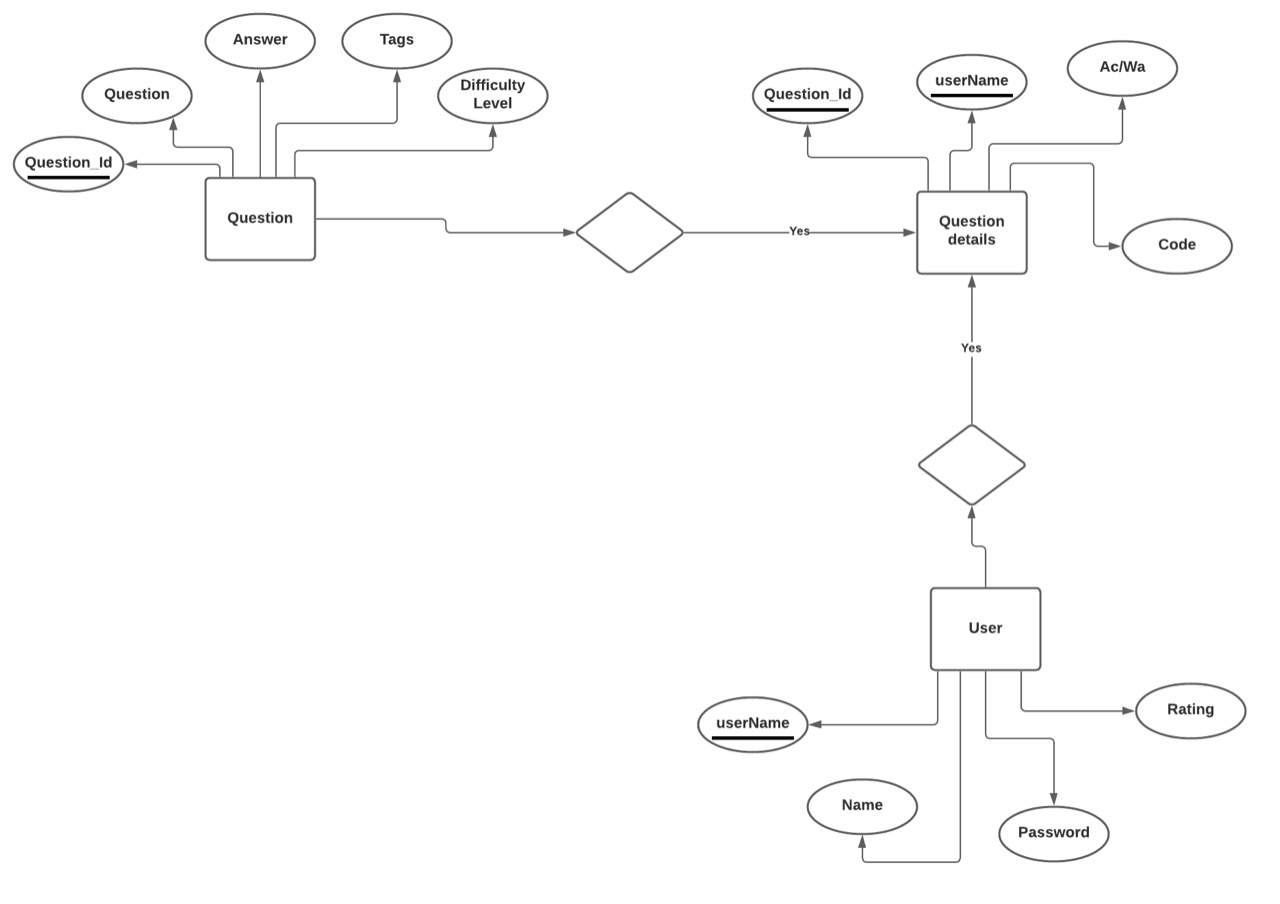 Answer
Tags
Question
Difficulty
Level
Question_Id
Question
Question_Id
userName
Ac/Wa
Question
details
Code
Yes
Yes
User
userName
Rating
Name
Password